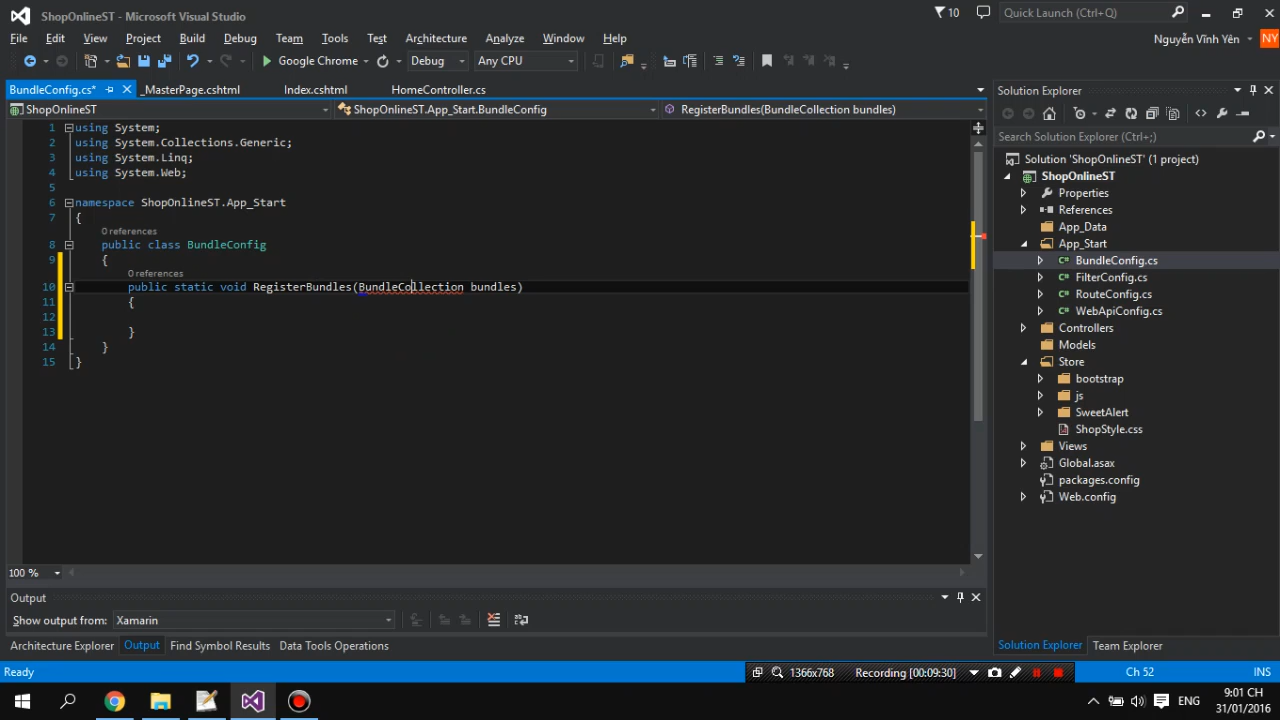 ShopOnlineST - Microsoft Visual Studio
10
Quick Launch (Ctrl+Q)
File Edit View Project Build Debug Team Tools Test Architecture Analyze Window Help
Nguyễn Vĩnh Yên NY
Google Chrome Debug Any CPU
BundleConfig.cs* _MasterPage.cshtml Index.cshtml HomeController.cs
ShopOnlineST ShopOnlineST.App_Start.BundleConfig RegisterBundles(BundleCollection bundles)
1 using System;
2 using System.Collections.Generic;
3 using System.Linq;
4 using System.Web;
5
6 namespace ShopOnlineST.App_Start
7 {
0 references
8 public class BundleConfig
9 {
0 references
10 public static void RegisterBundles(BundleCollection bundles)
11 {
12
13 }
14 }
15 }
100 %
Solution Explorer
Search Solution Explorer (Ctrl+;)
Solution 'ShopOnlineST' (1 project)
ShopOnlineST
Properties
References
App_Data
App_Start
BundleConfig.cs
FilterConfig.cs
RouteConfig.cs
WebApiConfig.cs
Controllers
Models
Store
bootstrap
js
SweetAlert
ShopStyle.css
Views
Global.asax
packages.config
Web.config
Output
Show output from: Xamarin
Architecture Explorer Output Find Symbol Results Data Tools Operations
Solution Explorer Team Explorer
Ready
1366x768 Recording [00:09:30]
Ch 52 INS
ENG
9:01 CH
31/01/2016